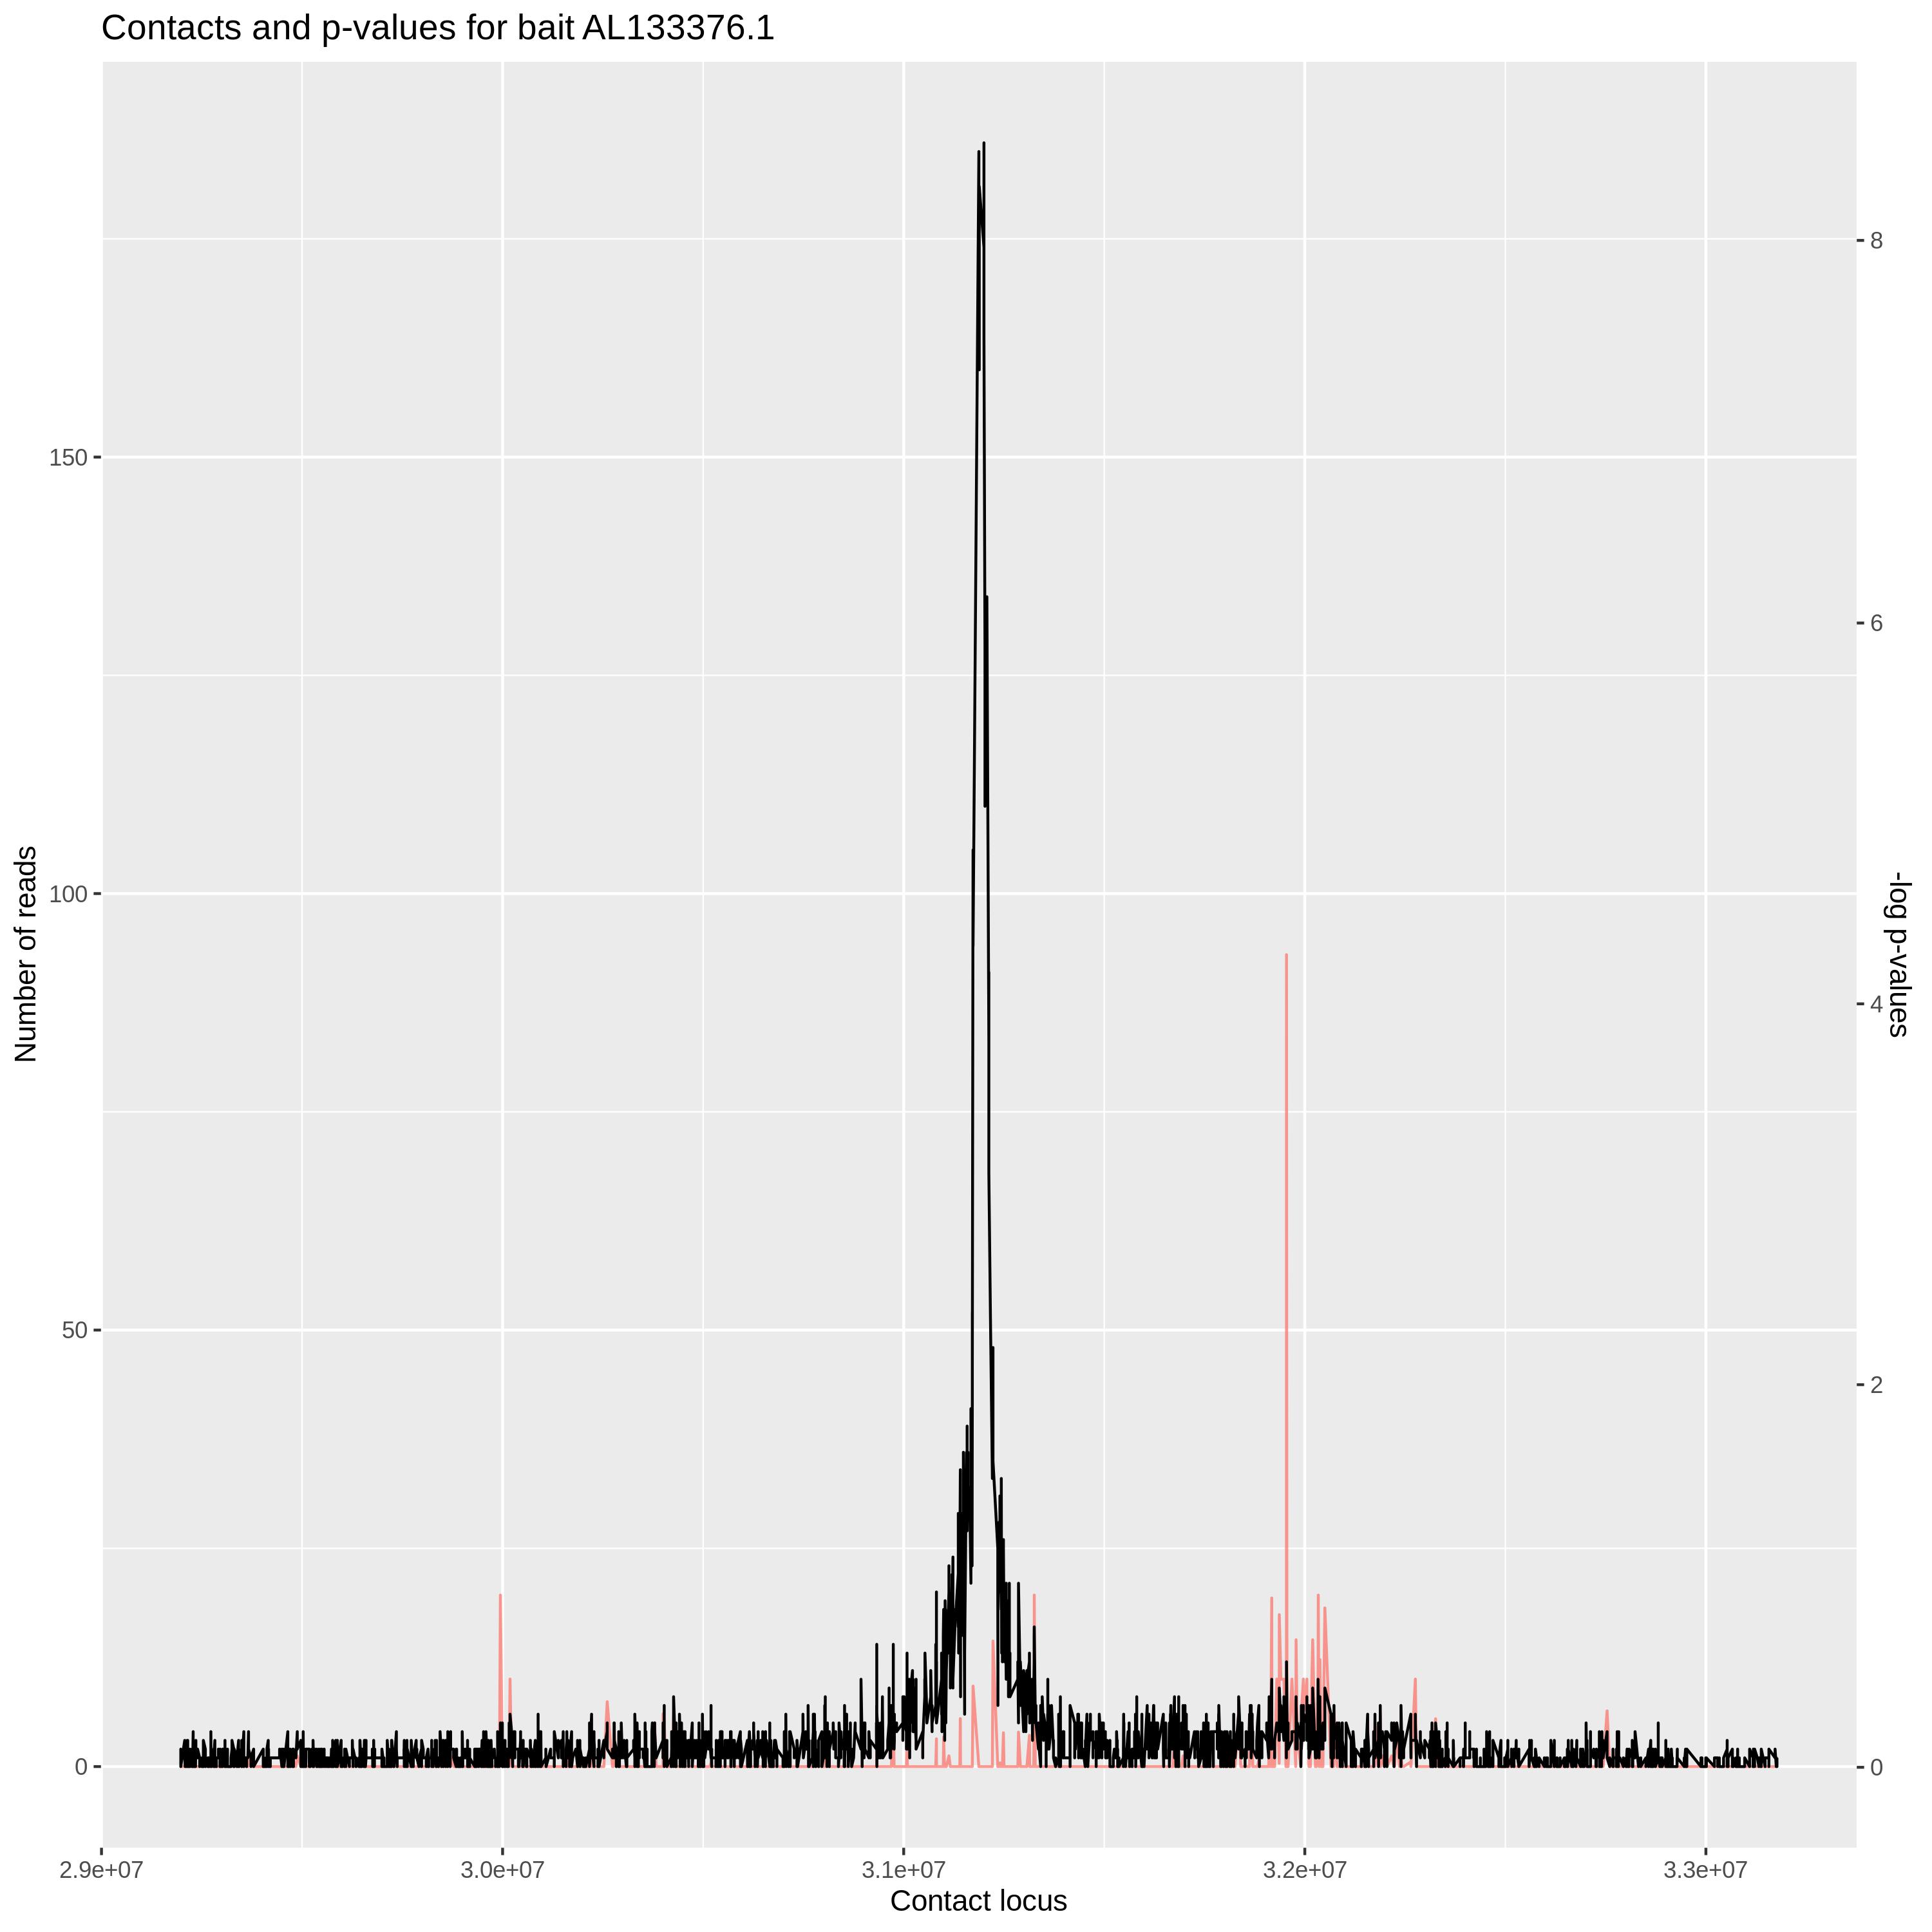 Contacts and p-values for bait AL133376.1
Number of reads
150
100
50
0
8
6
4
2
0
-log p-values
2.9e+07
3.0e+07
3.1e+07
3.2e+07
3.3e+07
Contact locus